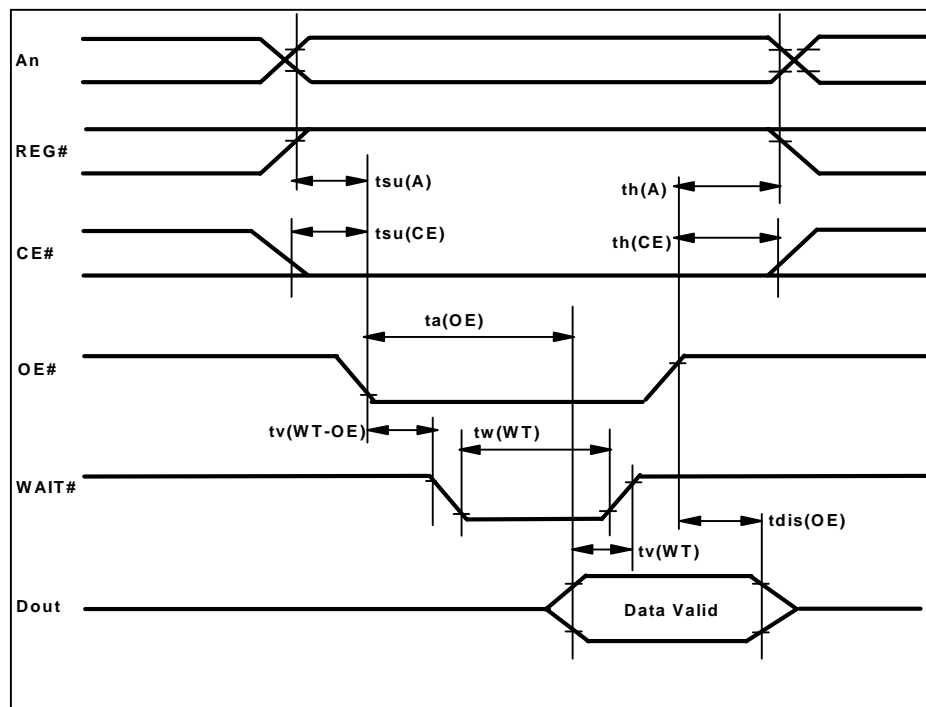 An
REG#
tsu(A)
th(A)
tsu(CE)
th(CE)
CE#
ta(OE)
OE#
tv(WT-OE)
tw(WT)
WAIT#
tdis(OE)
tv(WT)
Dout
Data Valid